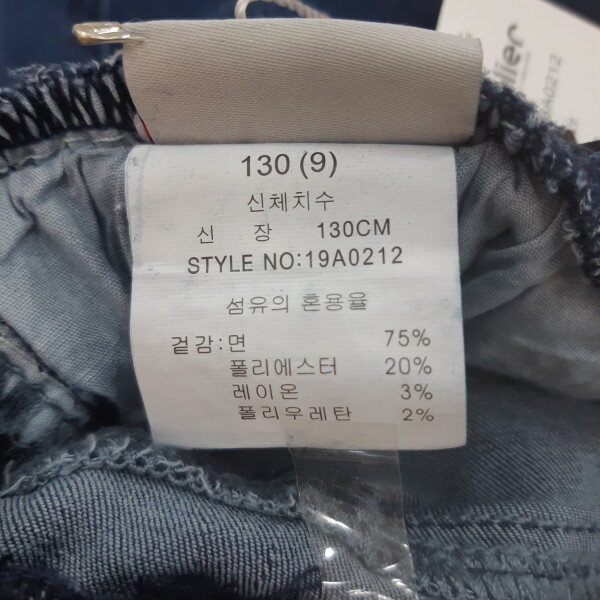 130 (9)
신체치수
신 장 130CM
STYLE NO:19A0212
섬유의 혼용율
겉감:면 75%
폴리에스터 20%
레이온 3%
폴리우레탄 2%